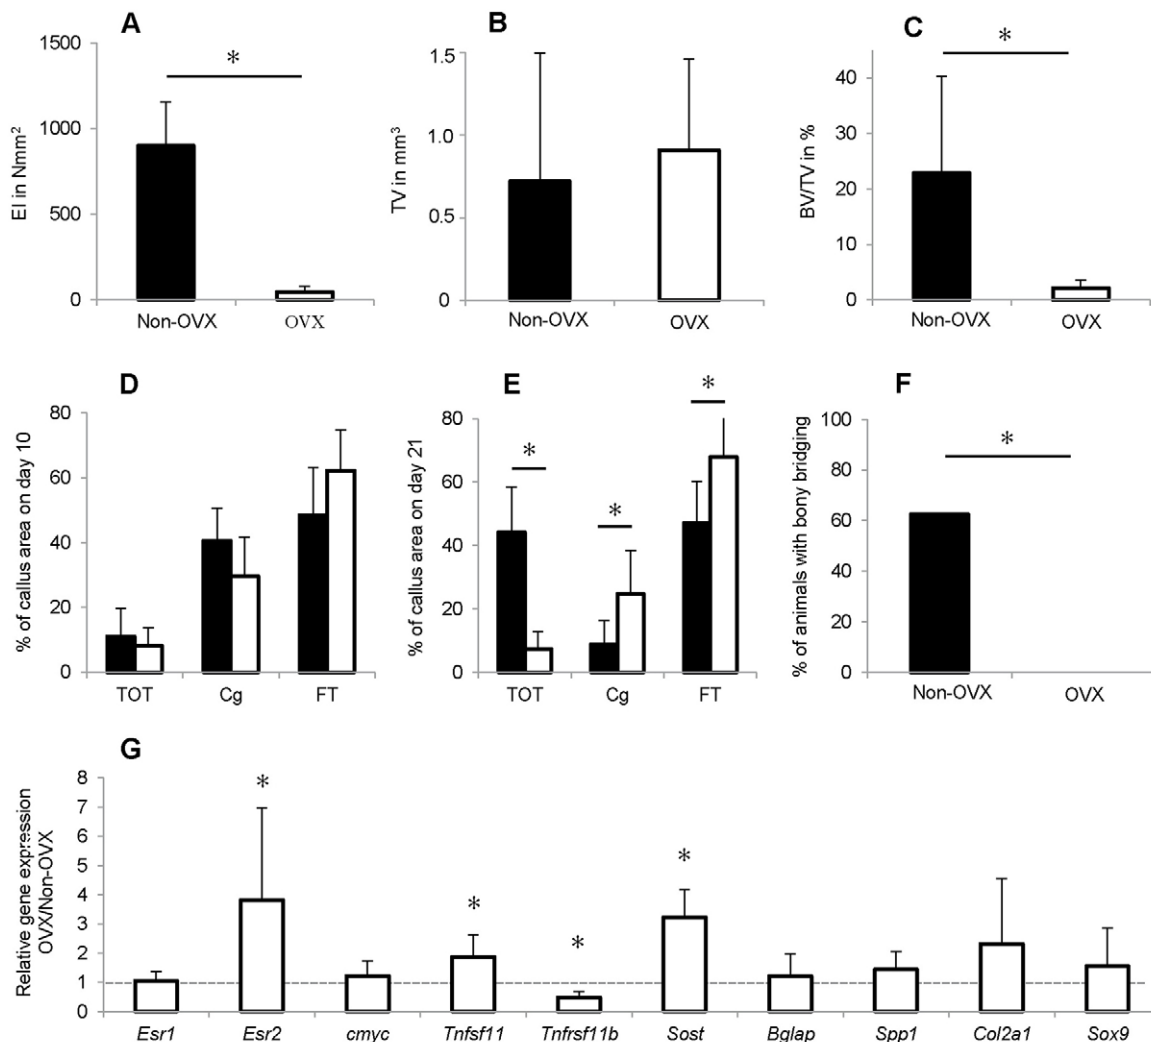 A
EI in Nmm²
1500
1000
500
0
Non-OVX
OVX
*
B
TV in mm³
1.5
1.0
0.5
0
Non-OVX
OVX
C
BV/TV in %
40
30
20
10
0
Non-OVX
OVX
*
D
% of callus area on day 10
80
60
40
20
0
TOT
Cg
FT
E
% of callus area on day 21
80
60
40
20
0
TOT
Cg
FT
*
*
*
F
% of animals with bony bridging
100
80
60
40
20
0
Non-OVX
OVX
*
G
Relative gene expression
OVX/Non-OVX
8
7
6
5
4
3
2
1
0
*
*
*
*
Esr1
Esr2
cmyc
Tnfsf11
Tnfrsf11b
Sost
Bglap
Spp1
Col2a1
Sox9